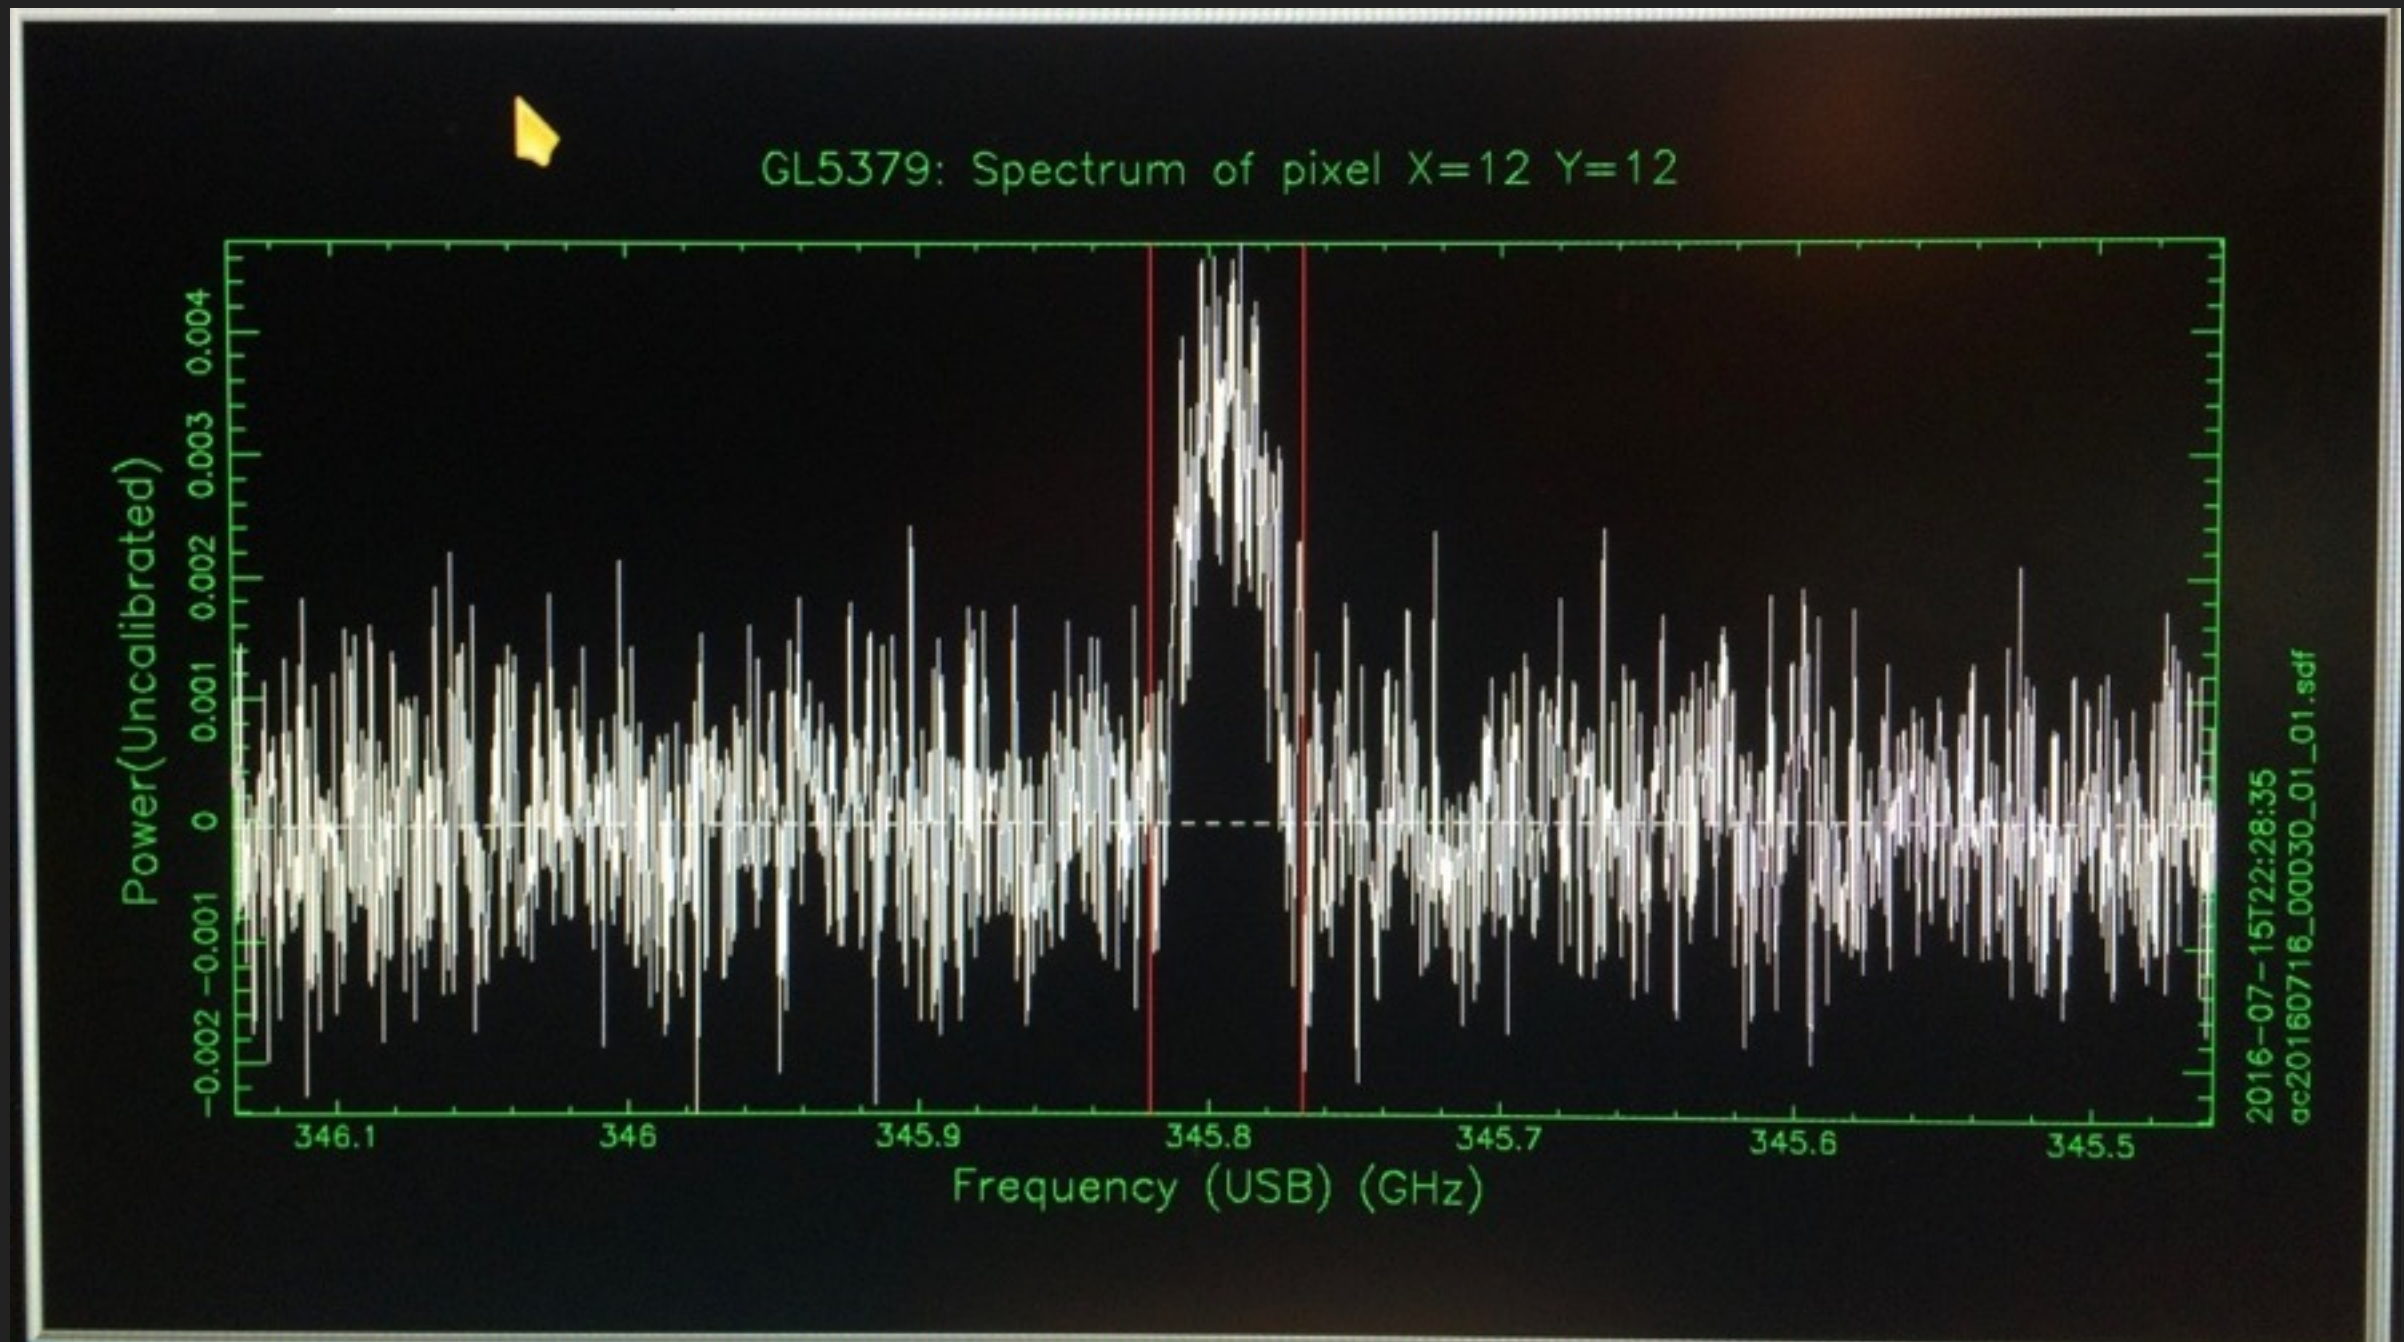 GL5379: Spectrum of pixel X=12 Y=12
Power(Uncalibrated)
0.004
0.003
0.002
0.001
0
-0.001
-0.002
346.1
346
345.9
345.8
345.7
345.6
345.5
Frequency (USB) (GHz)
2016-07-15T22:28:35
ac20160716_00030_01_01.sdf